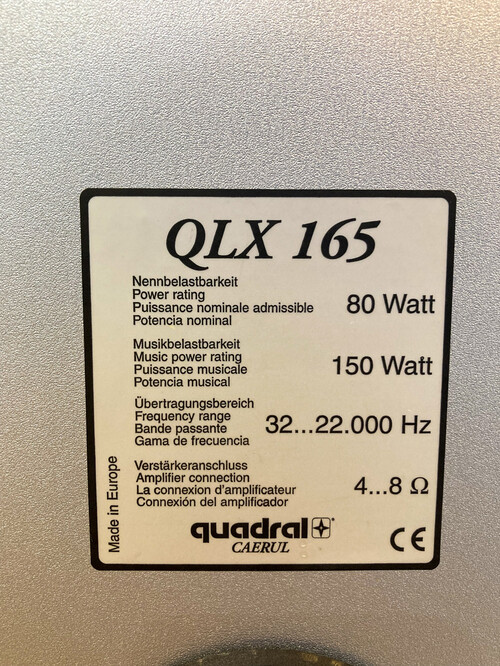 QLX 165
Nennbelastbarkeit
Power rating
Puissance nominale admissible
Potencia nominal
80 Watt
Musikbelastbarkeit
Music power rating
Puissance musicale
Potencia musical
150 Watt
Übertragungsbereich
Frequency range
Bande passante
Gama de frecuencia
32...22.000 Hz
Verstärkeranschluss
Amplifier connection
La connexion d'amplificateur
Connexión del amplificador
4...8 Ω
Made in Europe
quadral
CAERUL
CE